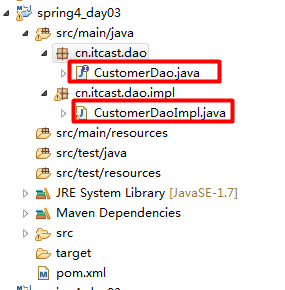 spring4_day03
src/main/java
cn.itcast.dao
CustomerDao.java
cn.itcast.dao.impl
CustomerDaoImpl.java
src/main/resources
src/test/java
src/test/resources
JRE System Library [JavaSE-1.7]
Maven Dependencies
src
target
pom.xml